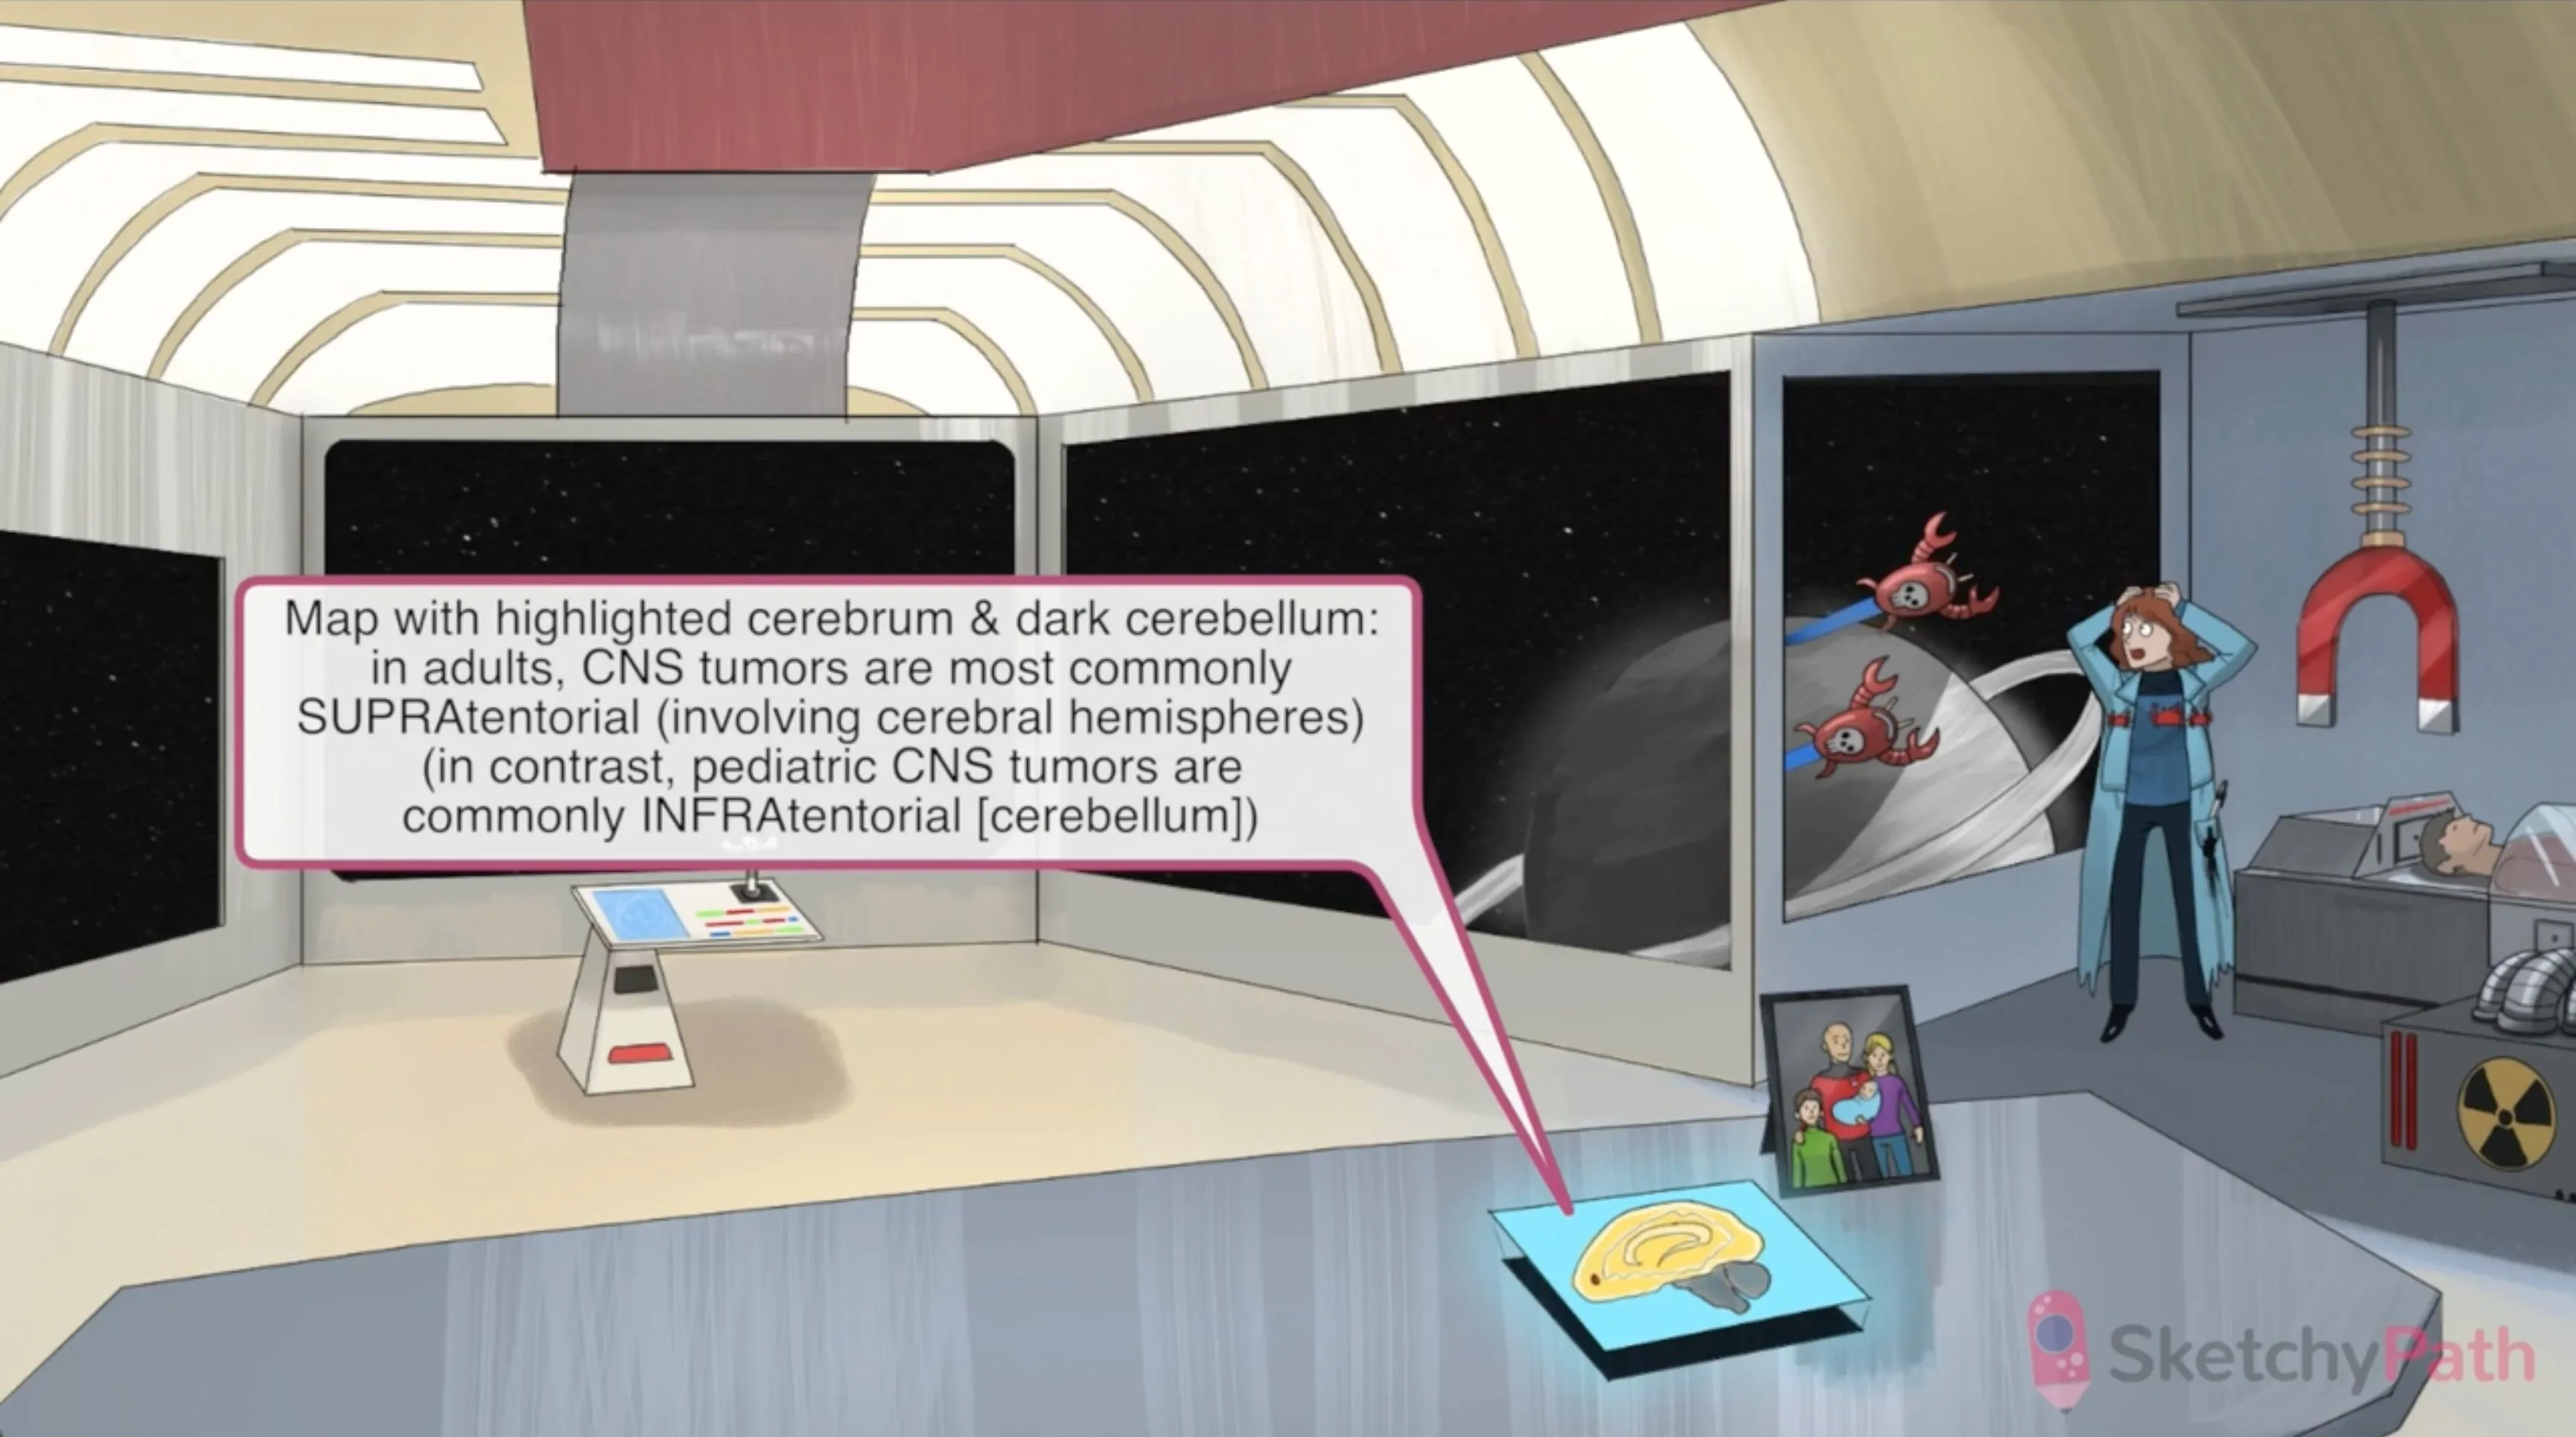 Map with highlighted cerebrum & dark cerebellum:
in adults, CNS tumors are most commonly
SUPRAtentorial (involving cerebral hemispheres)
(in contrast, pediatric CNS tumors are
commonly INFRAtentorial [cerebellum])
SketchyPath